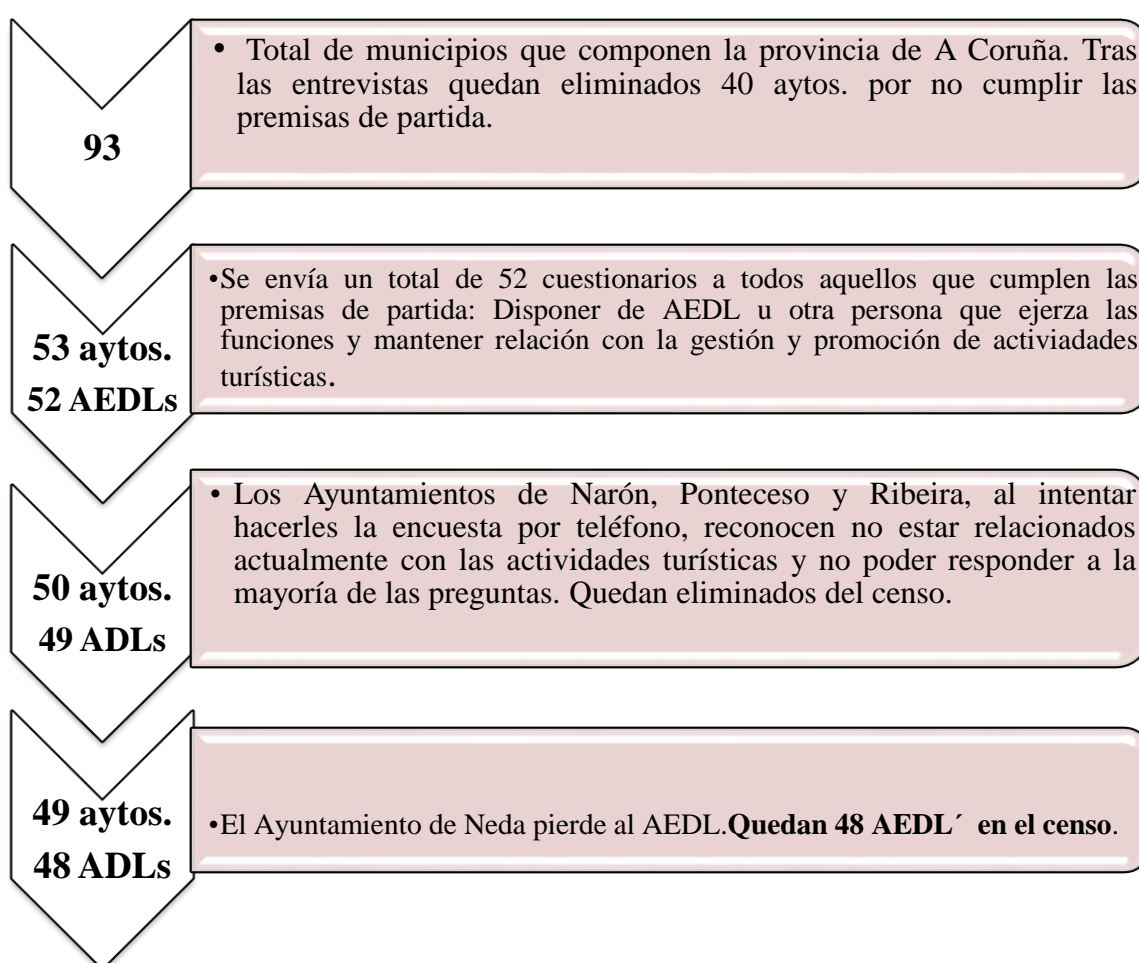 93
• Total de municipios que componen la provincia de A Coruña. Tras
las entrevistas quedan eliminados 40 aytos. por no cumplir las
premisas de partida.
53 aytos.
52 AEDLs
•Se envía un total de 52 cuestionarios a todos aquellos que cumplen las
premisas de partida: Disponer de AEDL u otra persona que ejerza las
funciones y mantener relación con la gestión y promoción de activiadades
turísticas.
50 aytos.
49 ADLs
• Los Ayuntamientos de Narón, Ponteceso y Ribeira, al intentar
hacerles la encuesta por teléfono, reconocen no estar relacionados
actualmente con las actividades turísticas y no poder responder a la
mayoría de las preguntas. Quedan eliminados del censo.
49 aytos.
48 ADLs
•El Ayuntamiento de Neda pierde al AEDL.Quedan 48 AEDL´ en el censo.